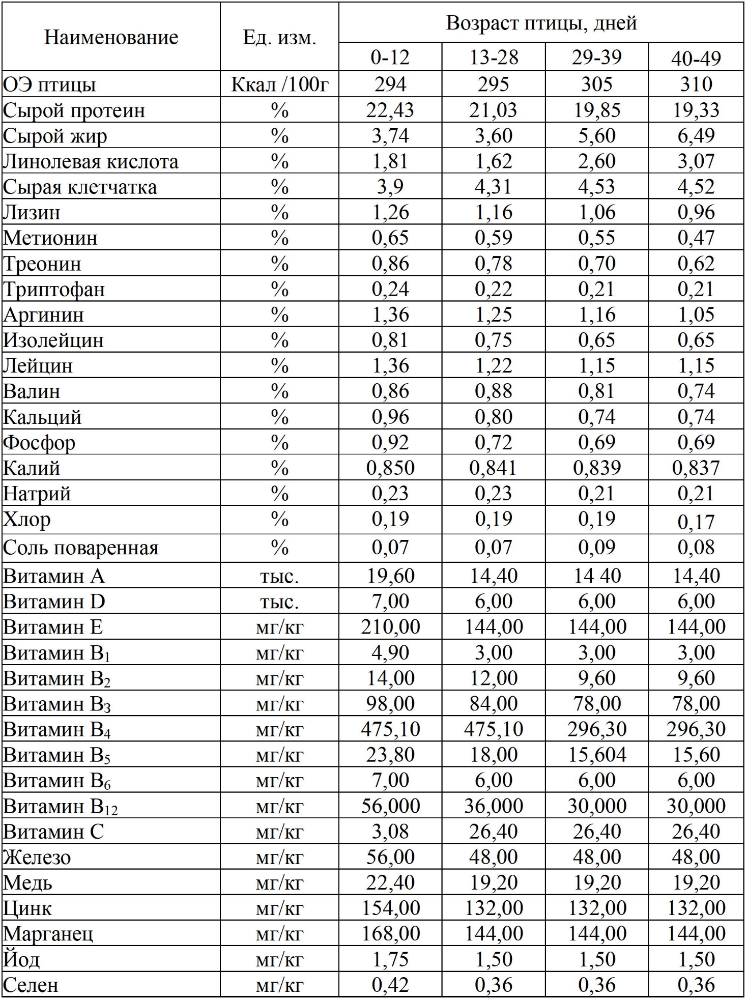 Наименование Ед. изм. Возраст птицы, дней
0-12 13-28 29-39 40-49
ОЭ птицы Ккал /100г 294 295 305 310
Сырой протеин % 22,43 21,03 19,85 19,33
Сырой жир % 3,74 3,60 5,60 6,49
Линолевая кислота % 1,81 1,62 2,60 3,07
Сырая клетчатка % 3,9 4,31 4,53 4,52
Лизин % 1,26 1,16 1,06 0,96
Метионин % 0,65 0,59 0,55 0,47
Треонин % 0,86 0,78 0,70 0,62
Триптофан % 0,24 0,22 0,21 0,21
Аргинин % 1,36 1,25 1,16 1,05
Изолейцин % 0,81 0,75 0,65 0,65
Лейцин % 1,36 1,22 1,15 1,15
Валин % 0,86 0,88 0,81 0,74
Кальций % 0,96 0,80 0,74 0,74
Фосфор % 0,92 0,72 0,69 0,69
Калий % 0,850 0,841 0,839 0,837
Натрий % 0,23 0,23 0,21 0,21
Хлор % 0,19 0,19 0,19 0,17
Соль поваренная % 0,07 0,07 0,09 0,08
Витамин А тыс. 19,60 14,40 14 40 14,40
Витамин D тыс. 7,00 6,00 6,00 6,00
Витамин Е мг/кг 210,00 144,00 144,00 144,00
Витамин В₁ мг/кг 4,90 3,00 3,00 3,00
Витамин В₂ мг/кг 14,00 12,00 9,60 9,60
Витамин В₃ мг/кг 98,00 84,00 78,00 78,00
Витамин В₄ мг/кг 475,10 475,10 296,30 296,30
Витамин В₅ мг/кг 23,80 18,00 15,604 15,60
Витамин В₆ мг/кг 7,00 6,00 6,00 6,00
Витамин В₁₂ мг/кг 56,000 36,000 30,000 30,000
Витамин С мг/кг 3,08 26,40 26,40 26,40
Железо мг/кг 56,00 48,00 48,00 48,00
Медь мг/кг 22,40 19,20 19,20 19,20
Цинк мг/кг 154,00 132,00 132,00 132,00
Марганец мг/кг 168,00 144,00 144,00 144,00
Йод мг/кг 1,75 1,50 1,50 1,50
Селен мг/кг 0,42 0,36 0,36 0,36